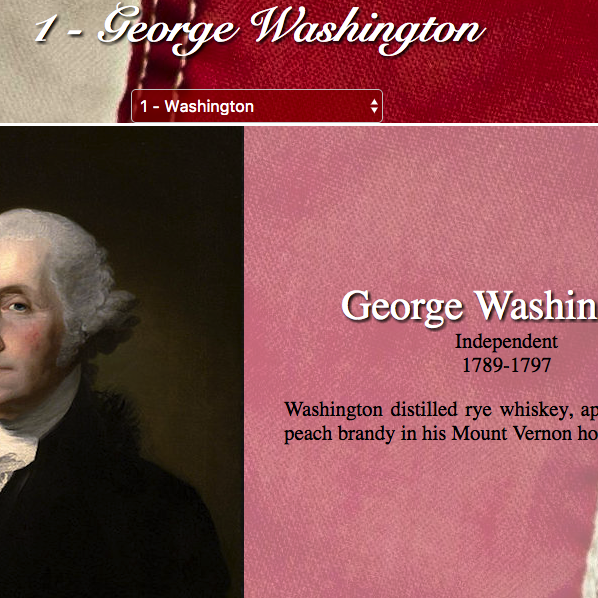 1 - George Washington
1 - Washington
George Washin
Independent
1789-1797
Washington distilled rye whiskey, ap
peach brandy in his Mount Vernon ho